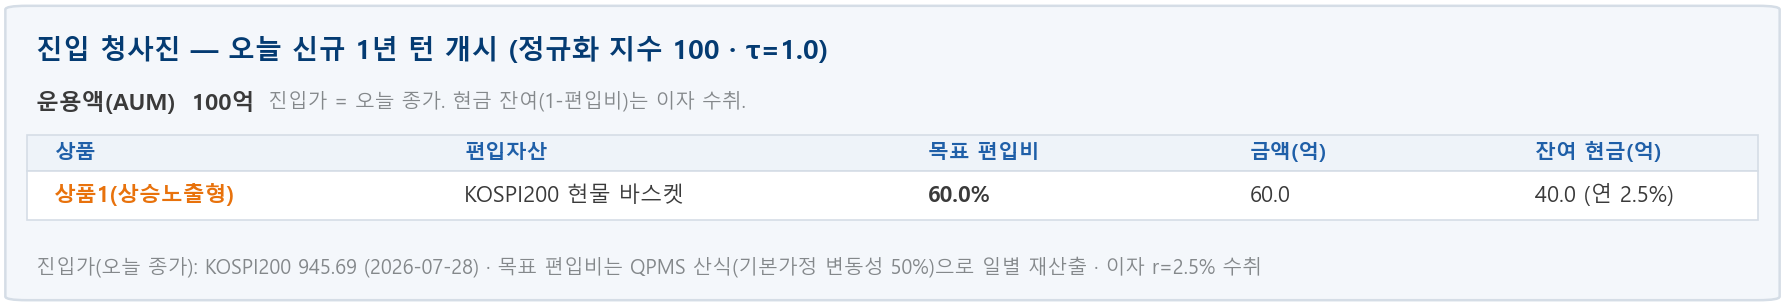 진입 청사진 — 오늘 신규 1년 턴 개시 (정규화 지수 100 · τ=1.0)
운용액(AUM) 100억 진입가 = 오늘 종가. 현금 잔여(1-편입비)는 이자 수취.
상품 편입자산 목표 편입비 금액(억) 잔여 현금(억)
상품1(상승노출형) KOSPI200 현물 바스켓 60.0% 60.0 40.0 (연 2.5%)
진입가(오늘 종가): KOSPI200 945.69 (2026-07-28) · 목표 편입비는 QPMS 산식(기본가정 변동성 50%)으로 일별 재산출 · 이자 r=2.5% 수취